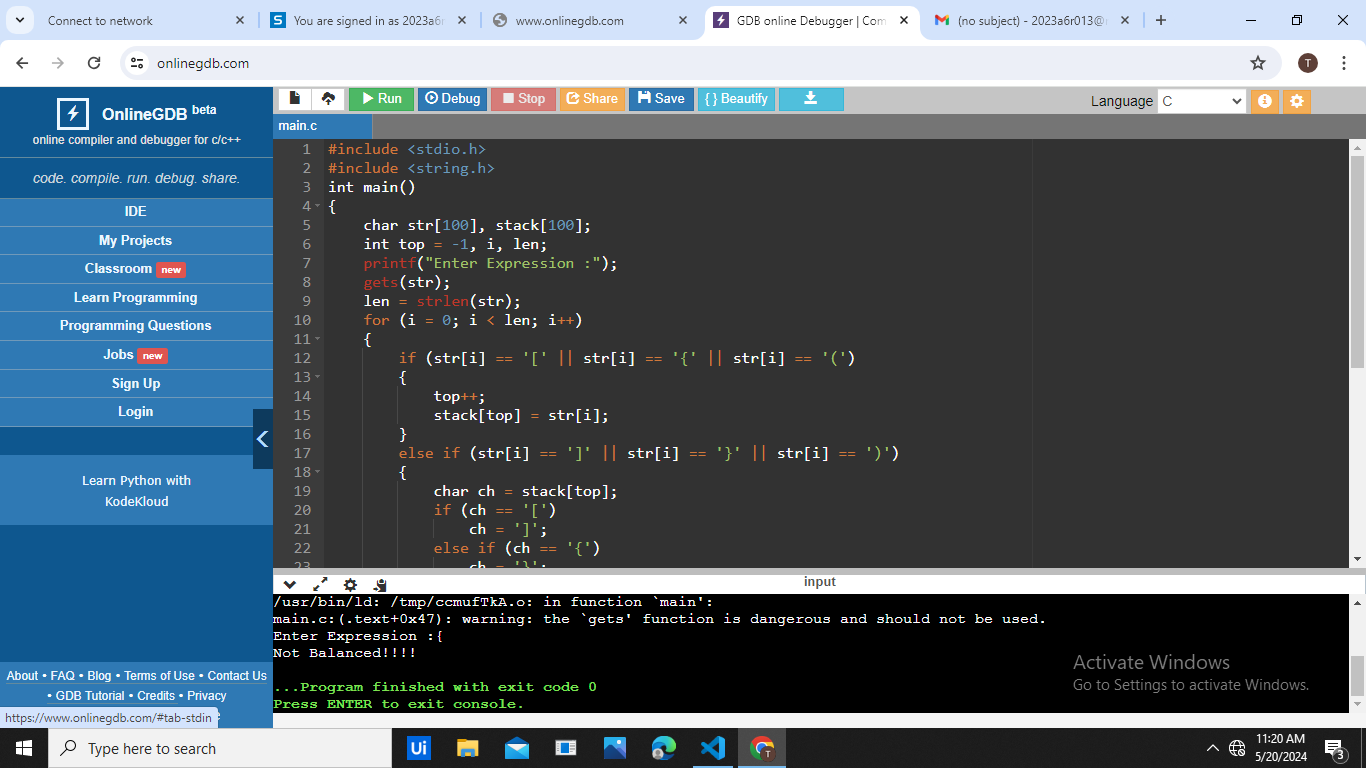 Connect to network
You are signed in as 2023a6r
www.onlinegdb.com
GDB online Debugger | Com
(no subject) - 2023a6r013@
onlinegdb.com
T
OnlineGDB beta
online compiler and debugger for c/c++
code. compile. run. debug. share.
IDE
My Projects
Classroom new
Learn Programming
Programming Questions
Jobs new
Sign Up
Login
Learn Python with
KodeKloud
About • FAQ • Blog • Terms of Use • Contact Us
• GDB Tutorial • Credits • Privacy
https://www.onlinegdb.com/#tab-stdin
Run Debug Stop Share Save { } Beautify
Language C
main.c
1 #include <stdio.h>
2 #include <string.h>
3 int main()
4 {
5 char str[100], stack[100];
6 int top = -1, i, len;
7 printf("Enter Expression :");
8 gets(str);
9 len = strlen(str);
10 for (i = 0; i < len; i++)
11 {
12 if (str[i] == '[' || str[i] == '{' || str[i] == '(')
13 {
14 top++;
15 stack[top] = str[i];
16 }
17 else if (str[i] == ']' || str[i] == '}' || str[i] == ')')
18 {
19 char ch = stack[top];
20 if (ch == '[')
21 ch = ']';
22 else if (ch == '{')
23 ch = '}';
input
/usr/bin/ld: /tmp/ccmufTkA.o: in function `main':
main.c:(.text+0x47): warning: the `gets' function is dangerous and should not be used.
Enter Expression :{
Not Balanced!!!!
...Program finished with exit code 0
Press ENTER to exit console.
Activate Windows
Go to Settings to activate Windows.
Type here to search
Ui
T
11:20 AM
5/20/2024
3